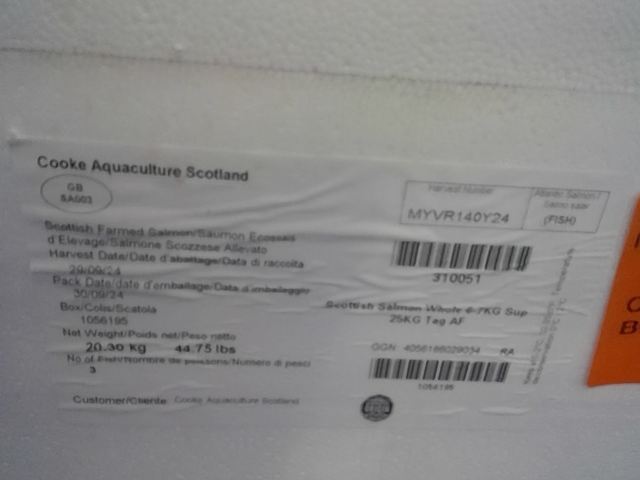 Cooke Aquaculture Scotland
GB
SA003
Harvest Number
MYVR140Y24
Atlantic Salmon /
Salmo salar
(FISH)
Scottish Farmed Salmon/Saumon Ecossais
d'Elevage/Salmone Scozzese Allevato
Harvest Date/Date d'abattage/Data di raccolta
29/09/24
Pack Date/date d'emballage/Data d'imballaggio
30/09/24
Box/Colis/Scatola
1056195
Net Weight/Poids net/Peso netto
20.30 Kg 44.75 lbs
No of Fish/Nombre de poissons/Numero di pesci
3
Customer/Cliente: Cooke Aquaculture Scotland
3T0051
Scottish Salmon Whole 6-7KG Sup
25KG Tag AF
GGN: 4056186029034 RA
1056195
B